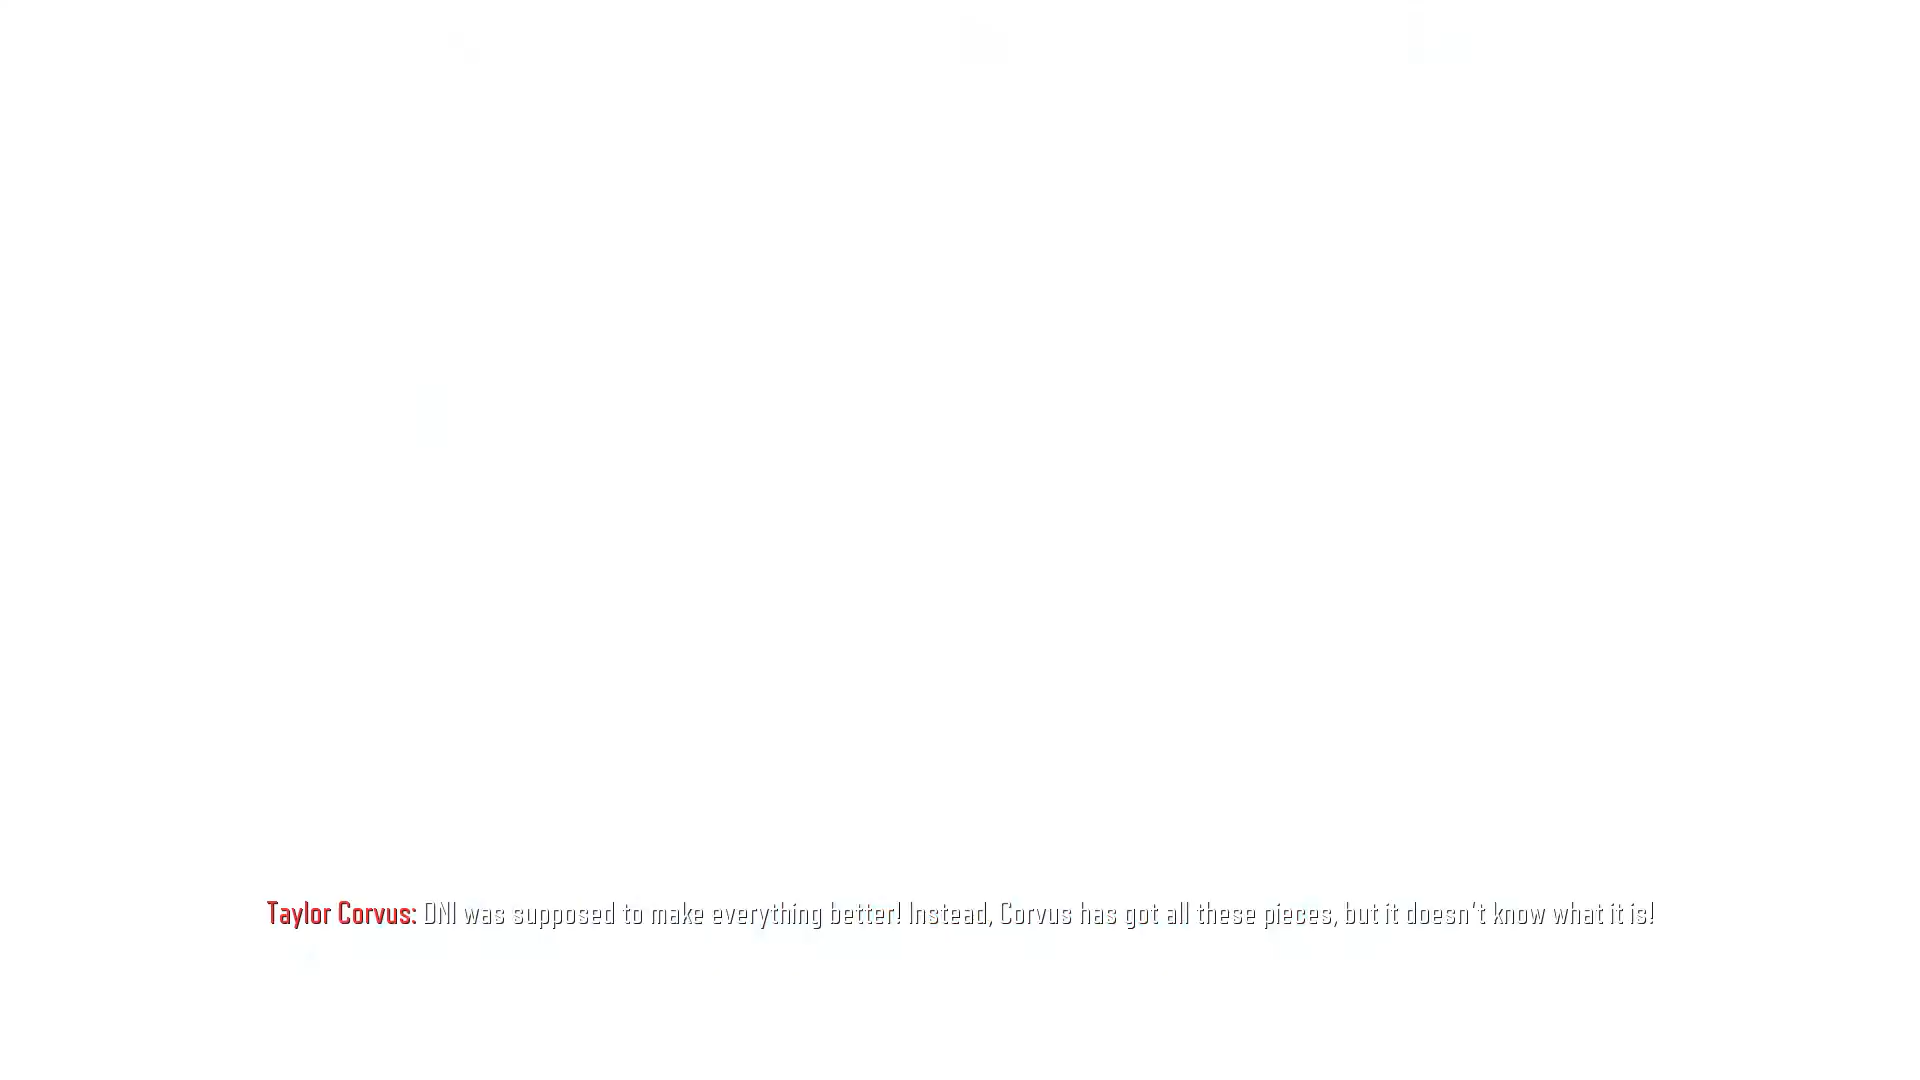 Taylor Corvus: DNI was supposed to make everything better! Instead, Corvus has got all these pieces, but it doesn't know what it is!